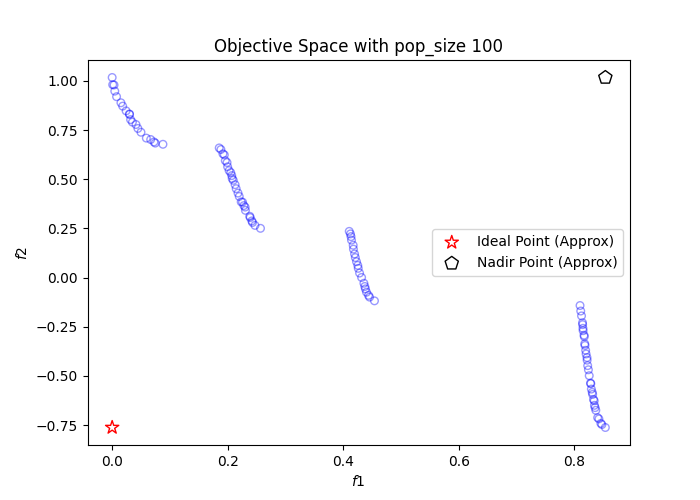 Objective Space with pop_size 100
1.00
0.75
0.50
0.25
0.00
−0.25
−0.50
−0.75
f2
Ideal Point (Approx)
Nadir Point (Approx)
0.0 0.2 0.4 0.6 0.8
f1